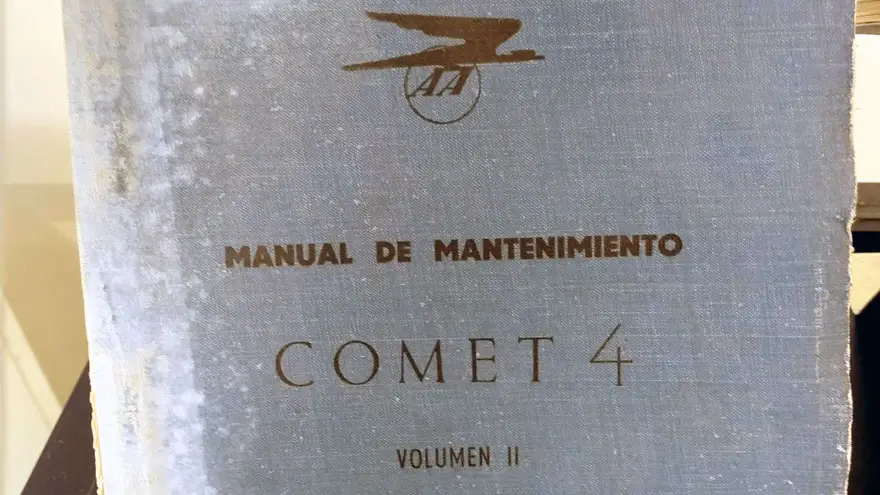 AA
MANUAL DE MANTENIMIENTO
COMET 4
VOLUMEN II